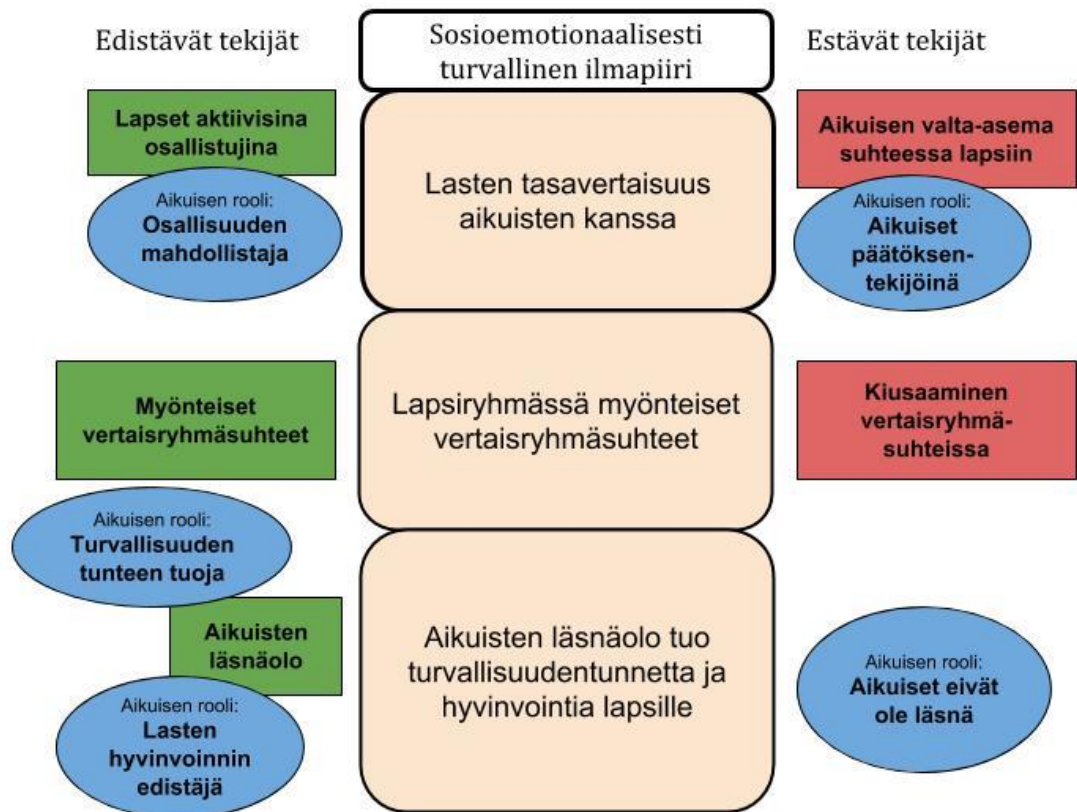 Edistävät tekijät
Sosioemotionaalisesti
turvallinen ilmapiiri
Estävät tekijät
Lapset aktiivisina
osallistujina
Aikuisen rooli:
Osallisuuden
mahdollistaja
Lasten tasavertaisuus
aikuisten kanssa
Aikuisen valta-asema
suhteessa lapsiin
Aikuisen rooli:
Aikuiset
päätöksen-
tekijöinä
Myönteiset
vertaisryhmäsuhteet
Lapsiryhmässä myönteiset
vertaisryhmäsuhteet
Kiusaaminen
vertaisryhmä-
suhteissa
Aikuisen rooli:
Turvallisuuden
tunteen tuoja
Aikuisten
läsnäolo
Aikuisen rooli:
Lasten
hyvinvoinnin
edistäjä
Aikuisten läsnäolo tuo
turvallisuudentunnetta ja
hyvinvointia lapsille
Aikuisen rooli:
Aikuiset eivät
ole läsnä